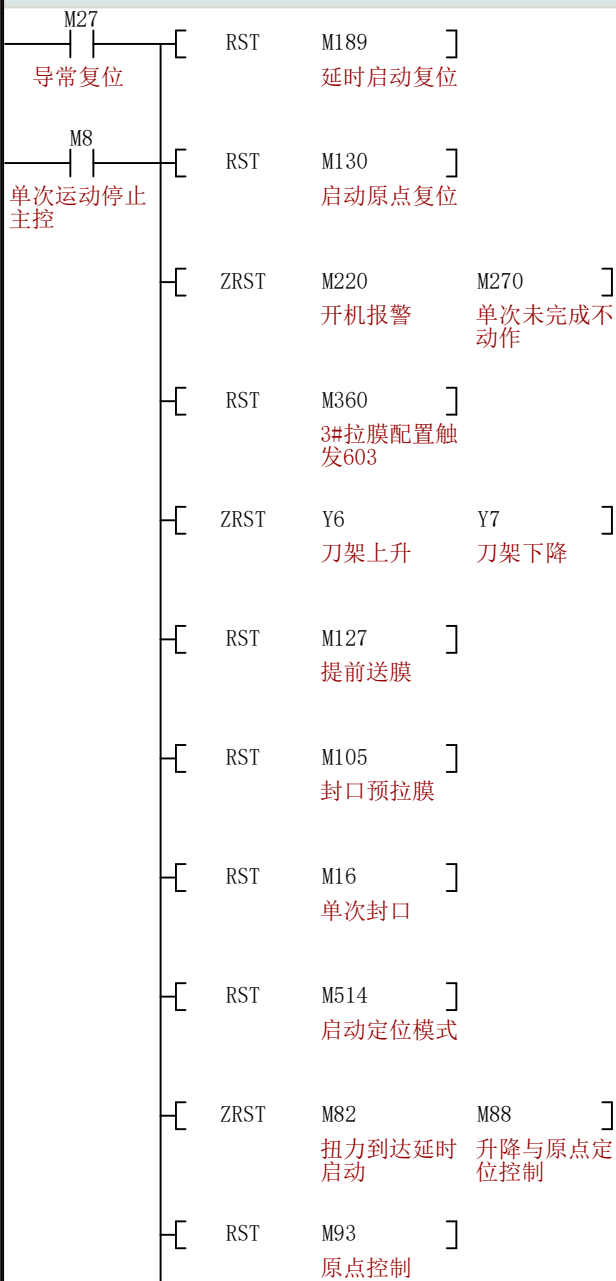 M27
RST M189
导常复位 延时启动复位
M8
RST M130
单次运动停止
主控
启动原点复位
ZRST M220 M270
开机报警 单次未完成不
动作
RST M360
3#拉膜配置触
发603
ZRST Y6 Y7
刀架上升 刀架下降
RST M127
提前送膜
RST M105
封口预拉膜
RST M16
单次封口
RST M514
启动定位模式
ZRST M82 M88
扭力到达延时
启动
升降与原点定
位控制
RST M93
原点控制